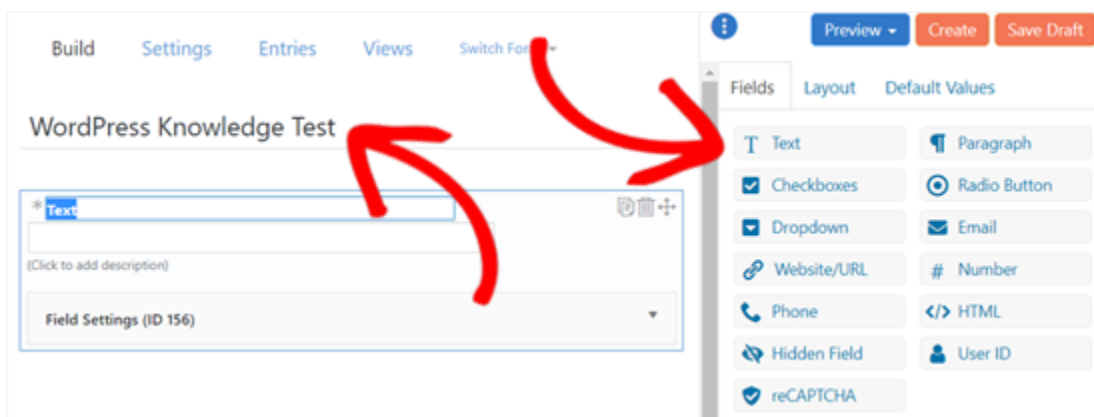 Build Settings Entries Views Switch For
Preview Create Save Draft
Fields Layout Default Values
WordPress Knowledge Test
* Text
(Click to add description)
Field Settings (ID 156)
Text Paragraph
Checkboxes Radio Button
Dropdown Email
Website/URL # Number
Phone </> HTML
Hidden Field User ID
reCAPTCHA